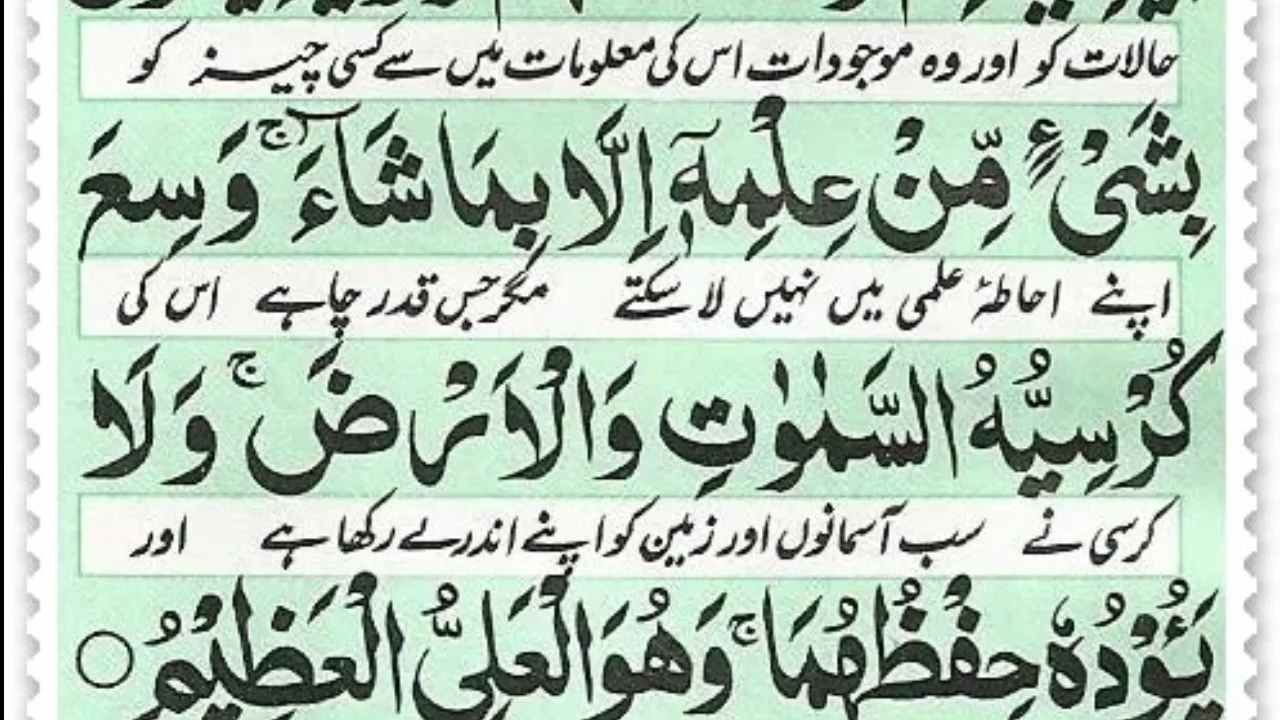 حالات کو اور وہ موجودات اس کی معلومات میں سے کسی چیز کو
بِشَیْءٍ مِّنْ عِلْمِهٖۤ اِلَّا بِمَا شَآءَ ۚ وَسِعَ
اپنے احاطۂ علمی میں نہیں لا سکتے مگر جس قدر چاہے اس کی
کُرْسِیُّهُ السَّمٰوٰتِ وَالْاَرْضَ ۚ وَلَا
کرسی نے سب آسمانوں اور زمین کو اپنے اندر لے رکھا ہے اور
یَـُٔوْدُهٗ حِفْظُهُمَا ۚ وَهُوَ الْعَلِیُّ الْعَظِیْمُ ○